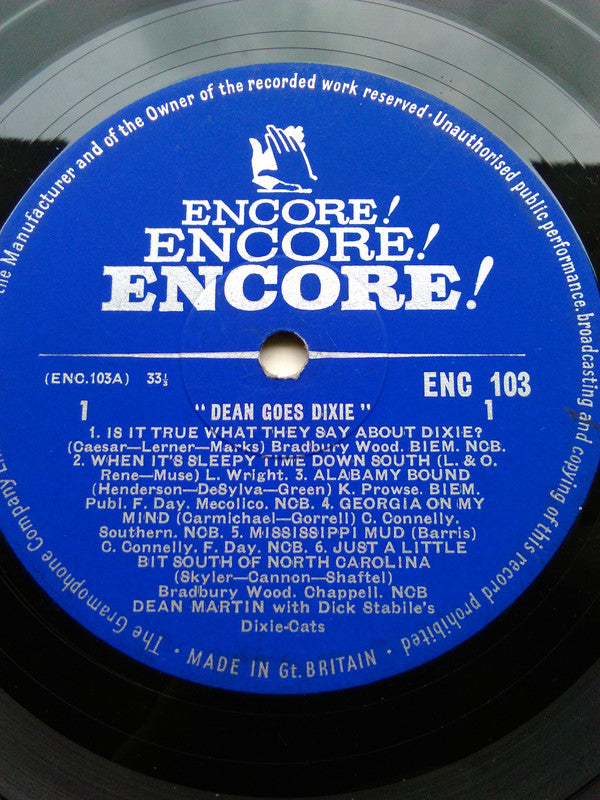 the Manufacturer and of the Owner of the recorded work reserved · Unauthorised public performance. broadcasting and copying of this record prohibited ·
ENCORE!
ENCORE!
ENCORE!
(ENC.103A) 33⅓
ENC 103
1 "DEAN GOES DIXIE" 1
1. IS IT TRUE WHAT THEY SAY ABOUT DIXIE?
(Caesar—Lerner—Marks) Bradbury Wood. BIEM. NCB.
2. WHEN IT'S SLEEPY TIME DOWN SOUTH (L. & O.
Rene—Muse) L. Wright. 3. ALABAMY BOUND
(Henderson—DeSylva—Green) K. Prowse. BIEM.
Publ. F. Day. Mecolico. NCB. 4. GEORGIA ON MY
MIND (Carmichael—Gorrell) C. Connelly.
Southern. NCB. 5. MISSISSIPPI MUD (Barris)
C. Connelly. F. Day. NCB. 6. JUST A LITTLE
BIT SOUTH OF NORTH CAROLINA
(Skyler—Cannon—Shaftel)
Bradbury Wood. Chappell. NCB
DEAN MARTIN with Dick Stabile's
Dixie-Cats
· MADE IN Gt. BRITAIN ·
The Gramophone Company